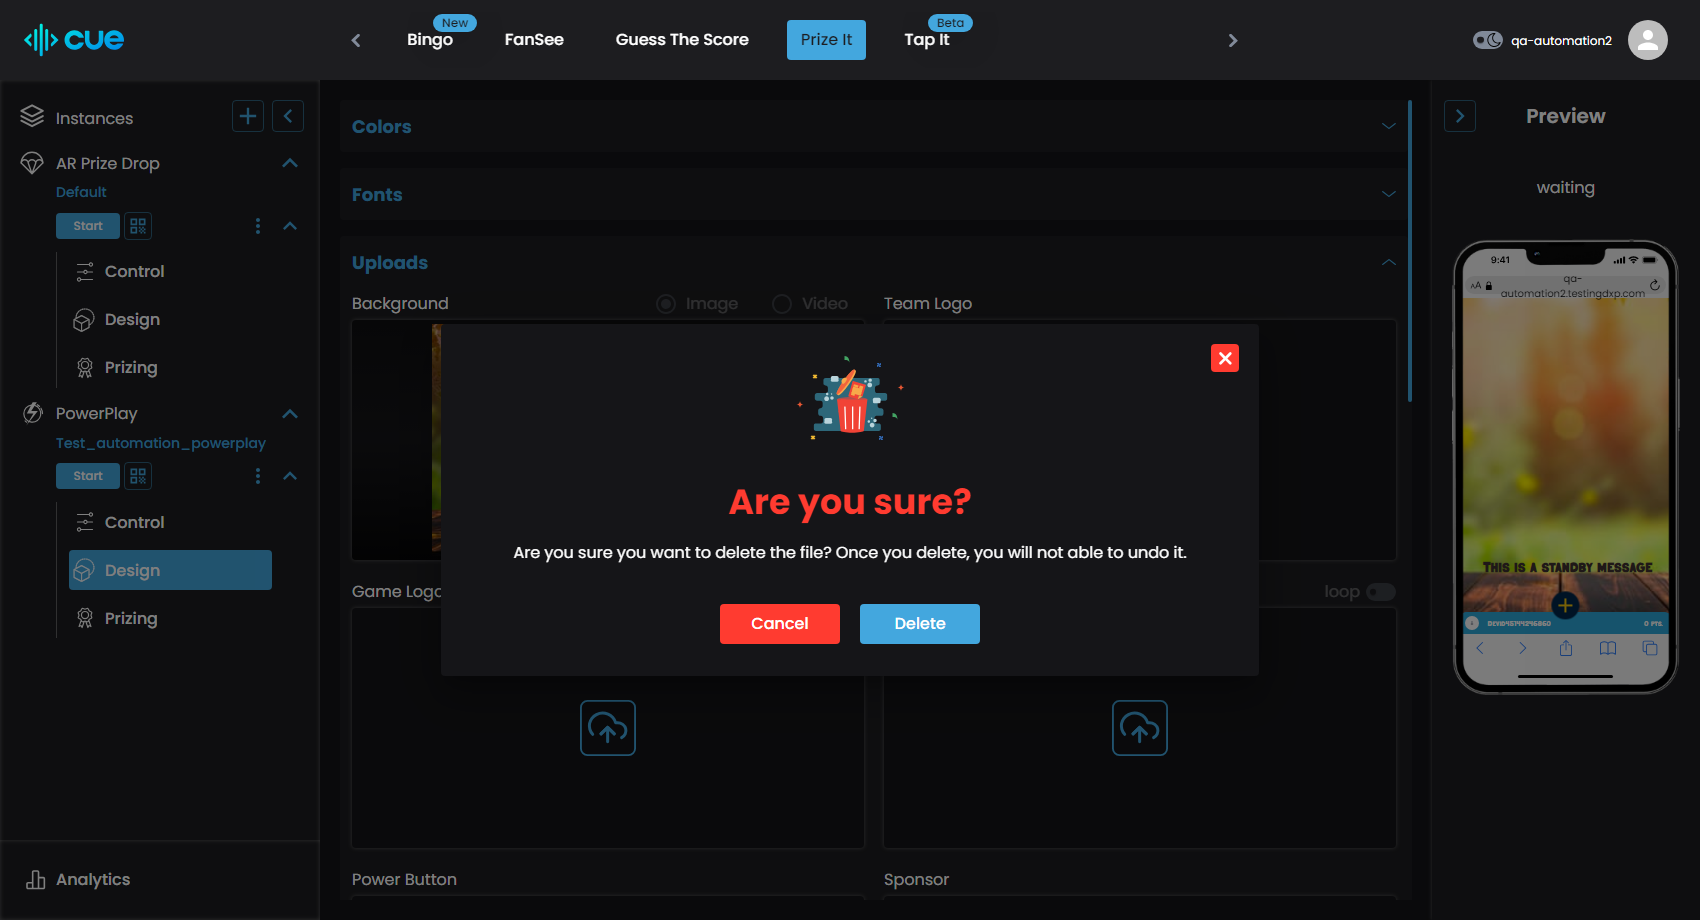 cue
New
Bingo
FanSee
Guess The Score
Prize It
Beta
Tap It
qa-automation2
Instances
AR Prize Drop
Default
Start
Control
Design
Prizing
PowerPlay
Test_automation_powerplay
Start
Control
Design
Prizing
Analytics
Colors
Fonts
Uploads
Background
Image
Video
Team Logo
Game Logo
loop
Power Button
Sponsor
Are you sure?
Are you sure you want to delete the file? Once you delete, you will not able to undo it.
Cancel
Delete
Preview
waiting
9:41
AA
qa-
automation2.testingdxp.com
This is a standby message
0 pts.